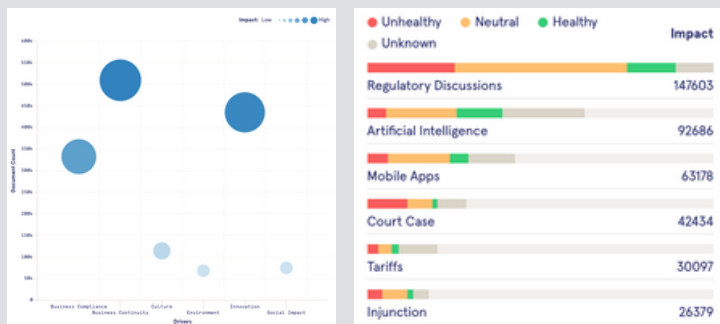 Impact: Low High
600k
550k
500k
450k
400k
350k
300k
250k
200k
150k
100k
50k
0
Document Count
Business Compliance
Business Continuity
Culture
Environment
Innovation
Social Impact
Drivers
Unhealthy Neutral Healthy
Unknown
Impact
Regulatory Discussions 147603
Artificial Intelligence 92686
Mobile Apps 63178
Court Case 42434
Tariffs 30097
Injunction 26379